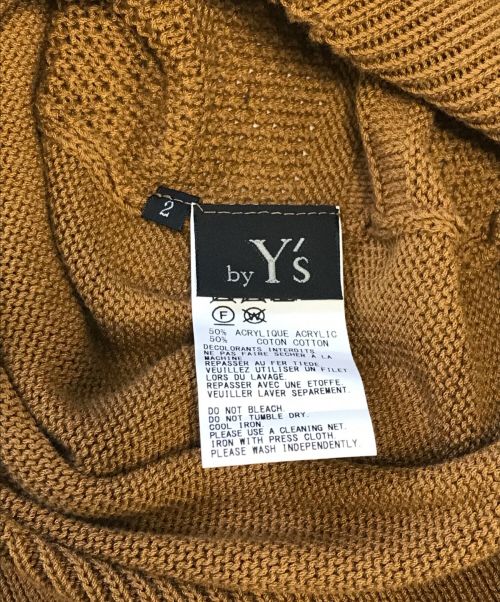 2
by Y's
F W
50% ACRYLIQUE ACRYLIC
50% COTON COTTON
DECOLORANTS INTERDITS
NE PAS FAIRE SECHER A LA
MACHINE
REPASSER AU FER TIEDE
VEUILLEZ UTILISER UN FILET
LORS DU LAVAGE
REPASSER AVEC UNE ETOFFE.
VEUILLER LAVER SEPAREMENT.
DO NOT BLEACH
DO NOT TUMBLE DRY.
COOL IRON.
PLEASE USE A CLEANING NET.
IRON WITH PRESS CLOTH
PLEASE WASH INDEPENDENTLY.